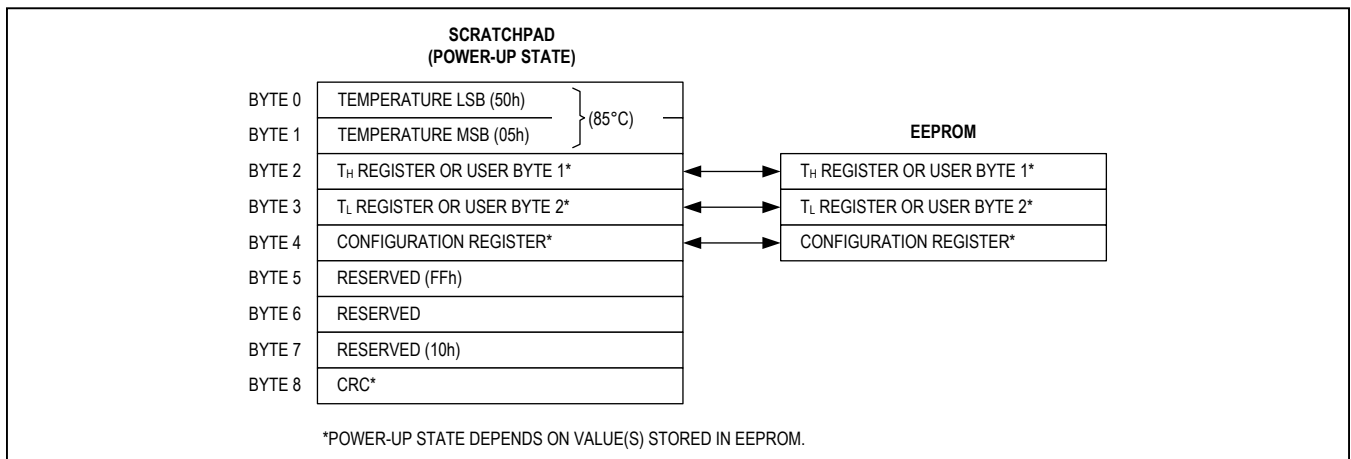 SCRATCHPAD
(POWER-UP STATE)
BYTE 0 TEMPERATURE LSB (50h)
(85°C)
BYTE 1 TEMPERATURE MSB (05h)
EEPROM
BYTE 2 TH REGISTER OR USER BYTE 1* TH REGISTER OR USER BYTE 1*
BYTE 3 TL REGISTER OR USER BYTE 2* TL REGISTER OR USER BYTE 2*
BYTE 4 CONFIGURATION REGISTER* CONFIGURATION REGISTER*
BYTE 5 RESERVED (FFh)
BYTE 6 RESERVED
BYTE 7 RESERVED (10h)
BYTE 8 CRC*
*POWER-UP STATE DEPENDS ON VALUE(S) STORED IN EEPROM.